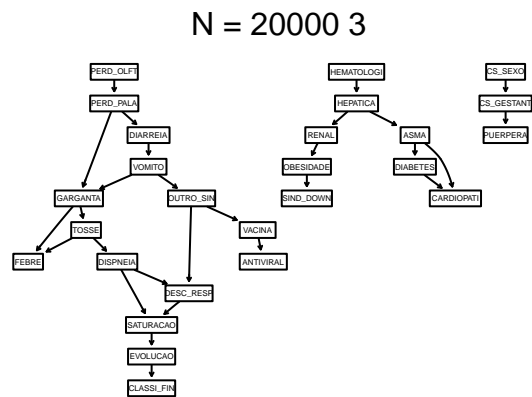 N = 20000 3
PERD_OLFT
HEMATOLOGI
CS_SEXO
PERD_PALA
HEPATICA
CS_GESTANT
DIARREIA
RENAL
ASMA
PUERPERA
VOMITO
OBESIDADE
DIABETES
GARGANTA
OUTRO_SIN
SIND_DOWN
CARDIOPATI
TOSSE
VACINA
FEBRE
DISPNEIA
ANTIVIRAL
DESC_RESP
SATURACAO
EVOLUCAO
CLASSI_FIN